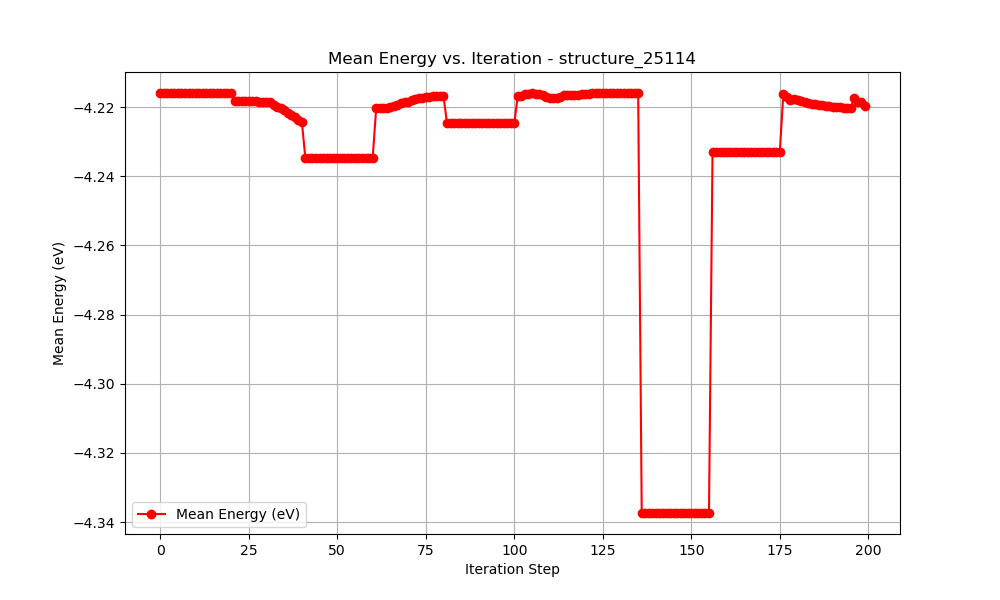 Mean Energy vs. Iteration - structure_25114
Mean Energy (eV)
−4.22
−4.24
−4.26
−4.28
−4.30
−4.32
−4.34
Mean Energy (eV)
0 25 50 75 100 125 150 175 200
Iteration Step